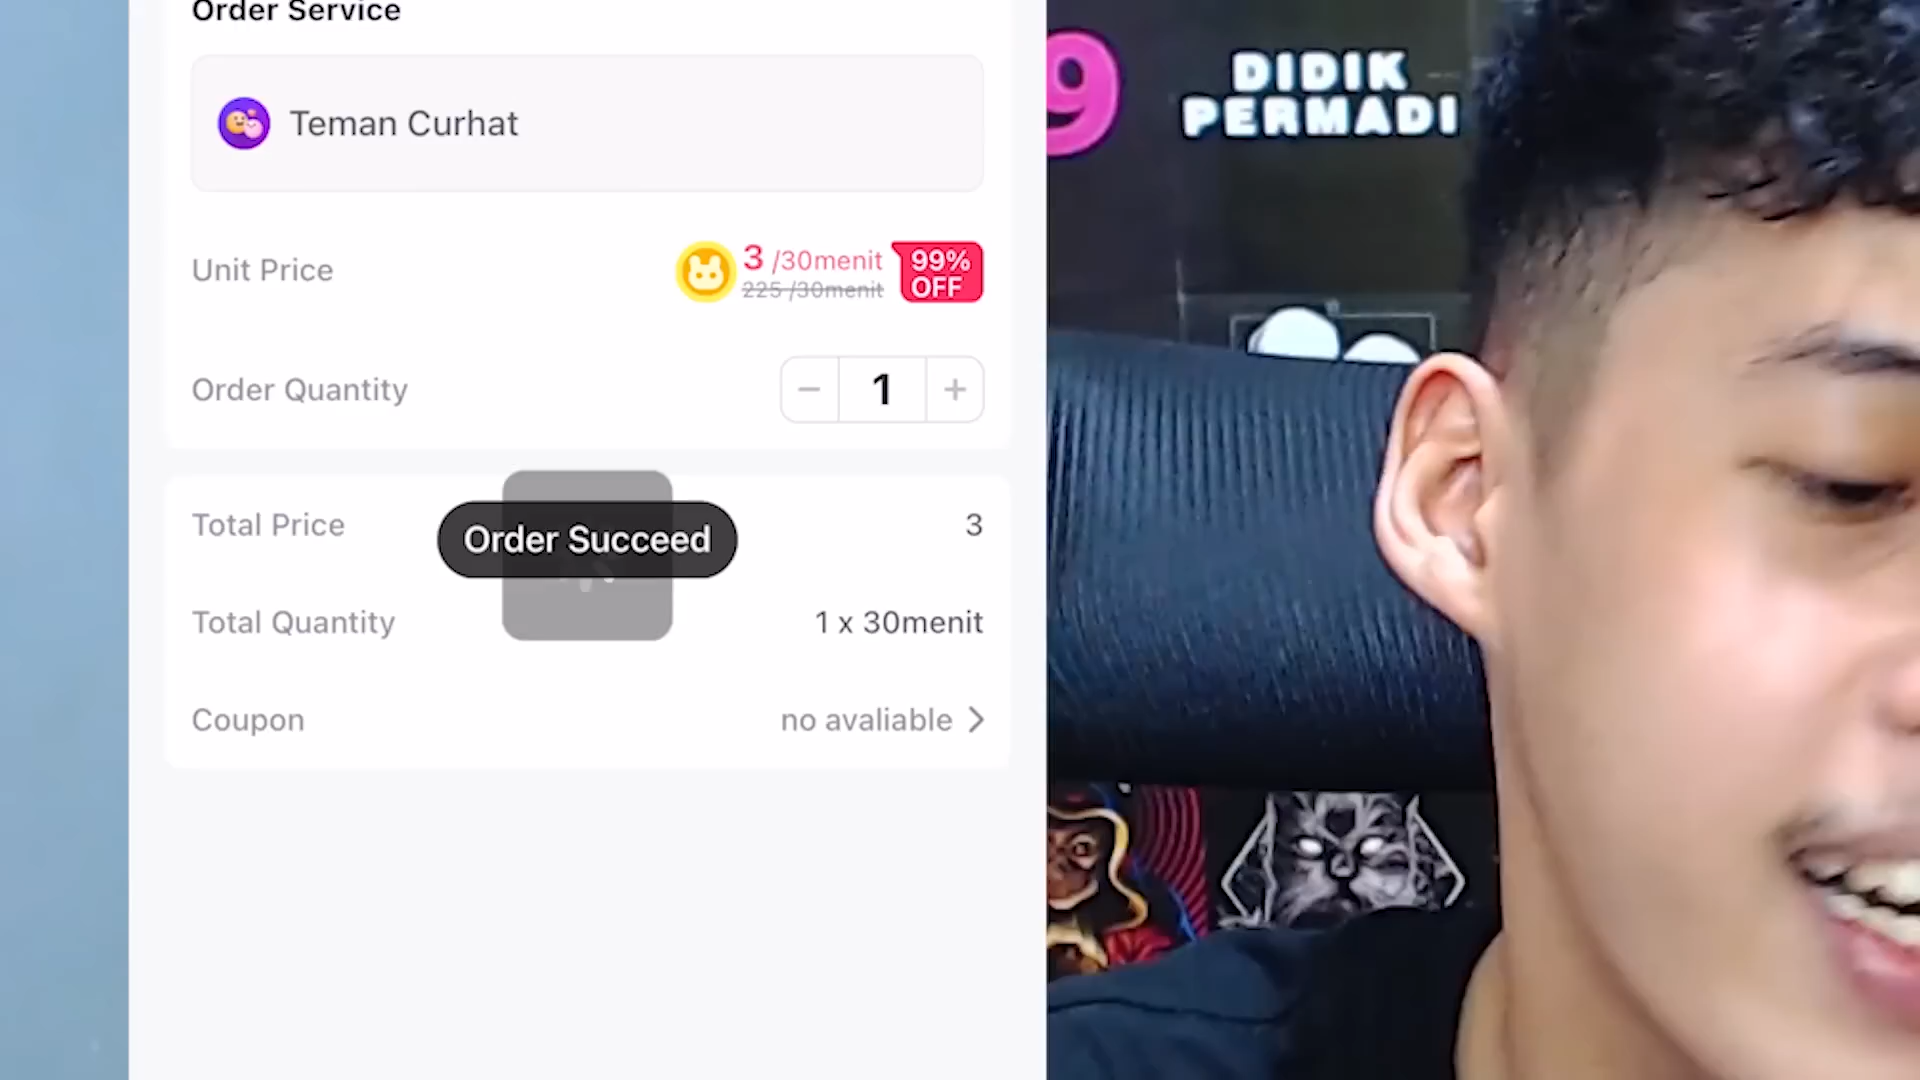 Order Service
Teman Curhat
Unit Price
3 /30menit
225 /30menit
99%
OFF
Order Quantity
1
Order Succeed
Total Price
3
Total Quantity
1 x 30menit
Coupon
no avaliable
9
DIDIK
PERMADI